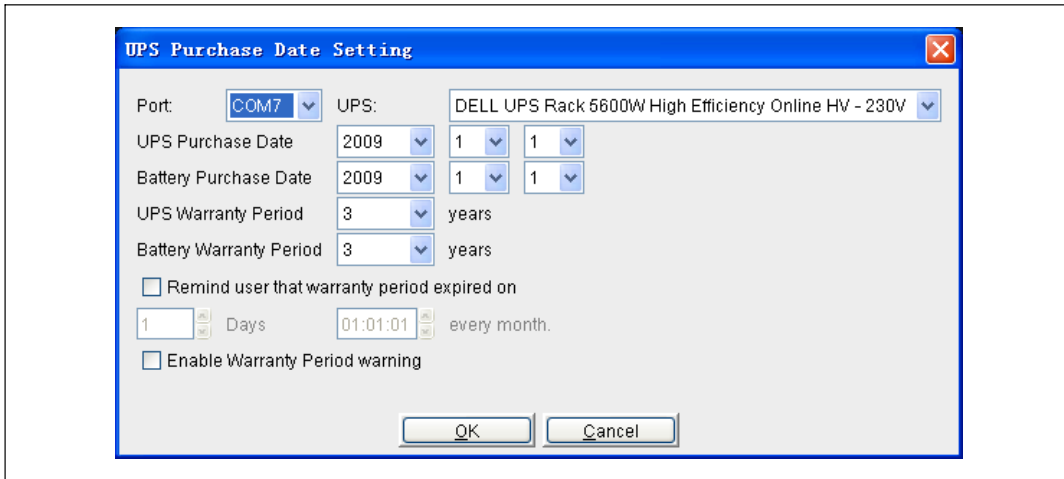 UPS Purchase Date Setting
Port: COM7 UPS: DELL UPS Rack 5600W High Efficiency Online HV - 230V
UPS Purchase Date 2009 1 1
Battery Purchase Date 2009 1 1
UPS Warranty Period 3 years
Battery Warranty Period 3 years
Remind user that warranty period expired on
1 Days 01:01:01 every month.
Enable Warranty Period warning
OK Cancel